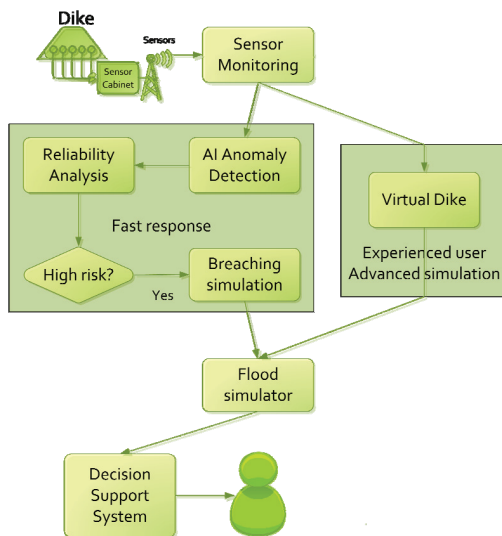 Dike
Sensors
Sensor
Cabinet
Sensor
Monitoring
Reliability
Analysis
AI Anomaly
Detection
Fast response
High risk?
Yes
Breaching
simulation
Virtual Dike
Experienced user
Advanced simulation
Flood
simulator
Decision
Support
System